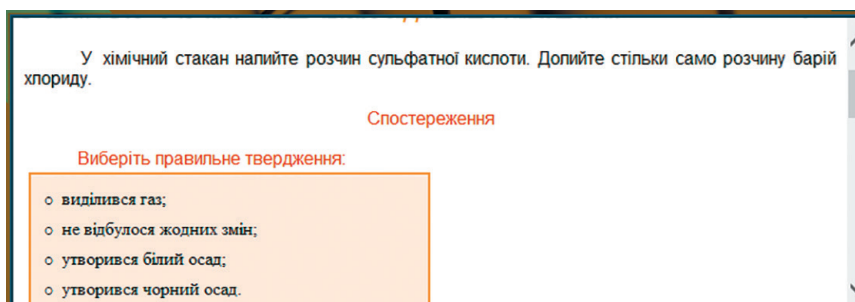 У хімічний стакан налийте розчин сульфатної кислоти. Долийте стільки само розчину барій
хлориду.
Спостереження
Виберіть правильне твердження:
о виділився газ;
о не відбулося жодних змін;
о утворився білий осад;
о утворився чорний осад.